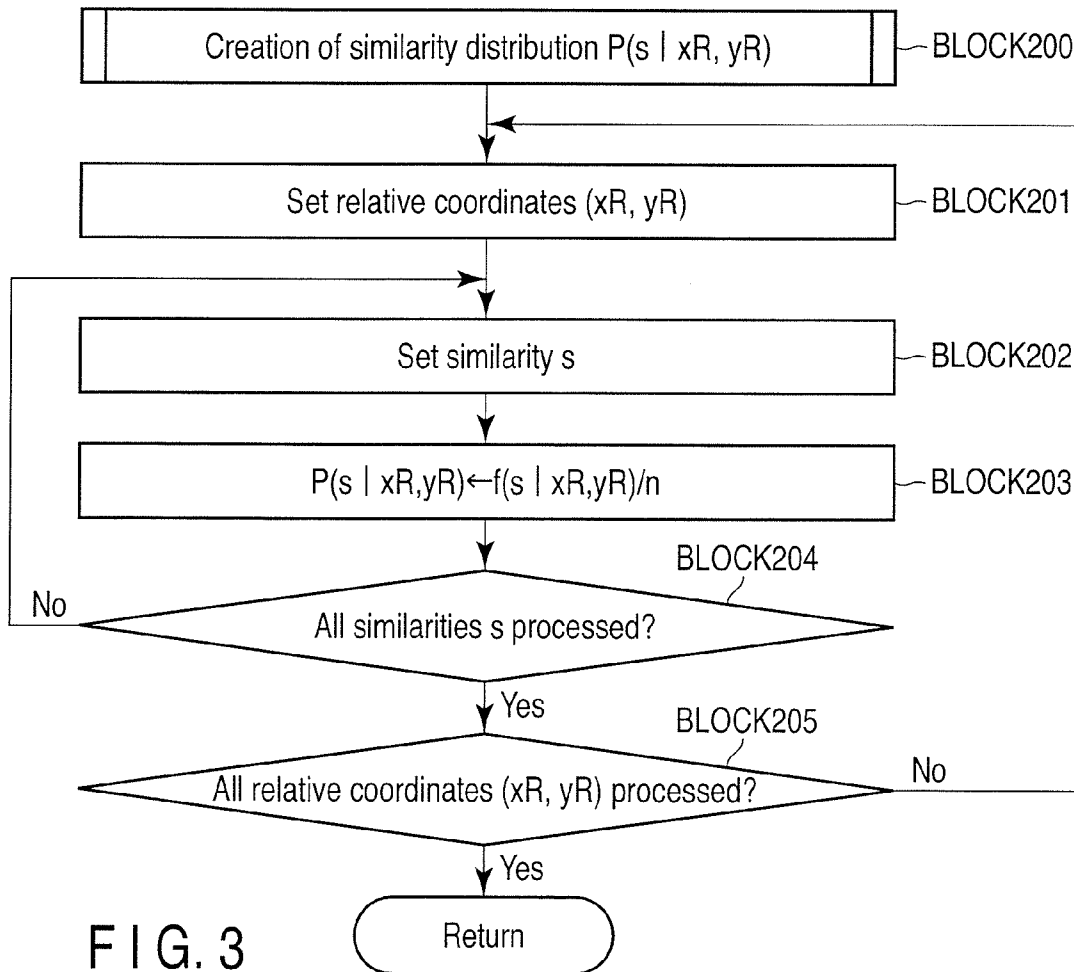 Creation of similarity distribution P(s | xR, yR)
BLOCK200
Set relative coordinates (xR, yR)
BLOCK201
Set similarity s
BLOCK202
P(s | xR,yR)←f(s | xR,yR)/n
BLOCK203
BLOCK204
No
All similarities s processed?
Yes
BLOCK205
All relative coordinates (xR, yR) processed?
No
Yes
Return
FIG. 3